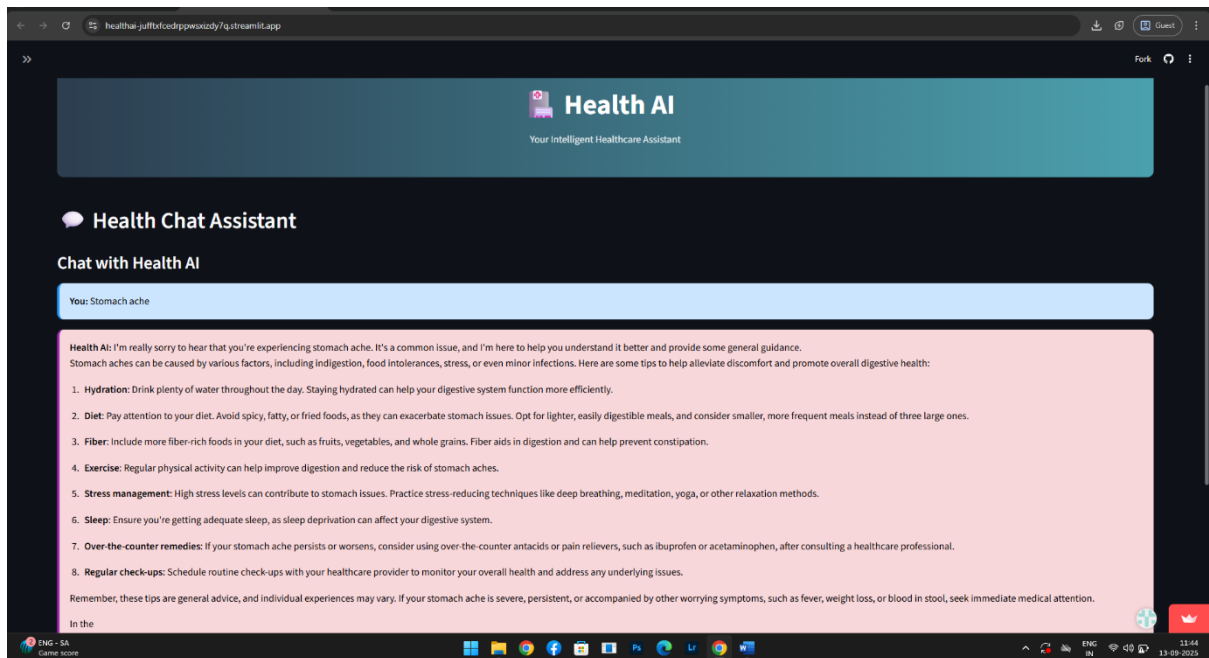 healthai-jufftxfcedrppwsxizdy7q.streamlit.app
Guest
Fork
Health AI
Your Intelligent Healthcare Assistant
Health Chat Assistant
Chat with Health AI
You: Stomach ache
Health AI: I'm really sorry to hear that you're experiencing stomach ache. It's a common issue, and I'm here to help you understand it better and provide some general guidance.
Stomach aches can be caused by various factors, including indigestion, food intolerances, stress, or even minor infections. Here are some tips to help alleviate discomfort and promote overall digestive health:
1. Hydration: Drink plenty of water throughout the day. Staying hydrated can help your digestive system function more efficiently.
2. Diet: Pay attention to your diet. Avoid spicy, fatty, or fried foods, as they can exacerbate stomach issues. Opt for lighter, easily digestible meals, and consider smaller, more frequent meals instead of three large ones.
3. Fiber: Include more fiber-rich foods in your diet, such as fruits, vegetables, and whole grains. Fiber aids in digestion and can help prevent constipation.
4. Exercise: Regular physical activity can help improve digestion and reduce the risk of stomach aches.
5. Stress management: High stress levels can contribute to stomach issues. Practice stress-reducing techniques like deep breathing, meditation, yoga, or other relaxation methods.
6. Sleep: Ensure you're getting adequate sleep, as sleep deprivation can affect your digestive system.
7. Over-the-counter remedies: If your stomach ache persists or worsens, consider using over-the-counter antacids or pain relievers, such as ibuprofen or acetaminophen, after consulting a healthcare professional.
8. Regular check-ups: Schedule routine check-ups with your healthcare provider to monitor your overall health and address any underlying issues.
Remember, these tips are general advice, and individual experiences may vary. If your stomach ache is severe, persistent, or accompanied by other worrying symptoms, such as fever, weight loss, or blood in stool, seek immediate medical attention.
In the
2
ENG - SA
Game score
Ps
Lr
W
ENG
IN
11:44
13-09-2025